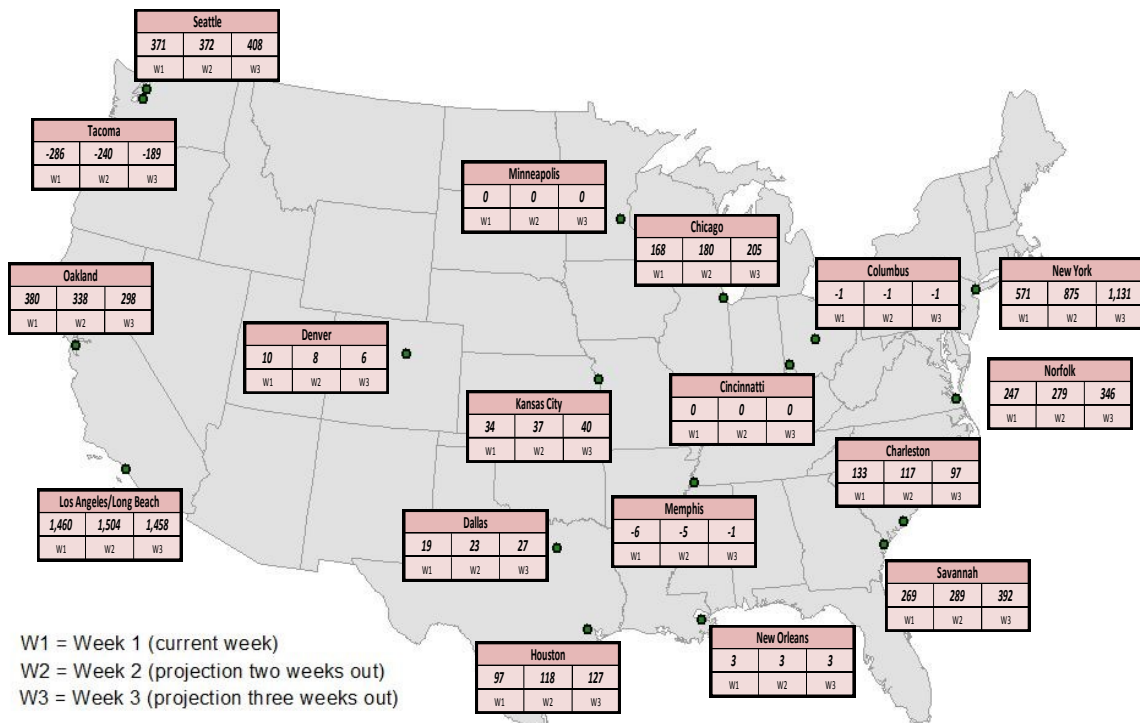 Seattle
371 372 408
W1 W2 W3
Tacoma
-286 -240 -189
W1 W2 W3
Minneapolis
0 0 0
W1 W2 W3
Chicago
168 180 205
W1 W2 W3
Oakland
380 338 298
W1 W2 W3
Columbus
-1 -1 -1
W1 W2 W3
New York
571 875 1,131
W1 W2 W3
Denver
10 8 6
W1 W2 W3
Cincinnatti
0 0 0
W1 W2 W3
Norfolk
247 279 346
W1 W2 W3
Kansas City
34 37 40
W1 W2 W3
Charleston
133 117 97
W1 W2 W3
Los Angeles/Long Beach
1,460 1,504 1,458
W1 W2 W3
Dallas
19 23 27
W1 W2 W3
Memphis
-6 -5 -1
W1 W2 W3
Savannah
269 289 392
W1 W2 W3
New Orleans
3 3 3
W1 W2 W3
Houston
97 118 127
W1 W2 W3
W1 = Week 1 (current week)
W2 = Week 2 (projection two weeks out)
W3 = Week 3 (projection three weeks out)